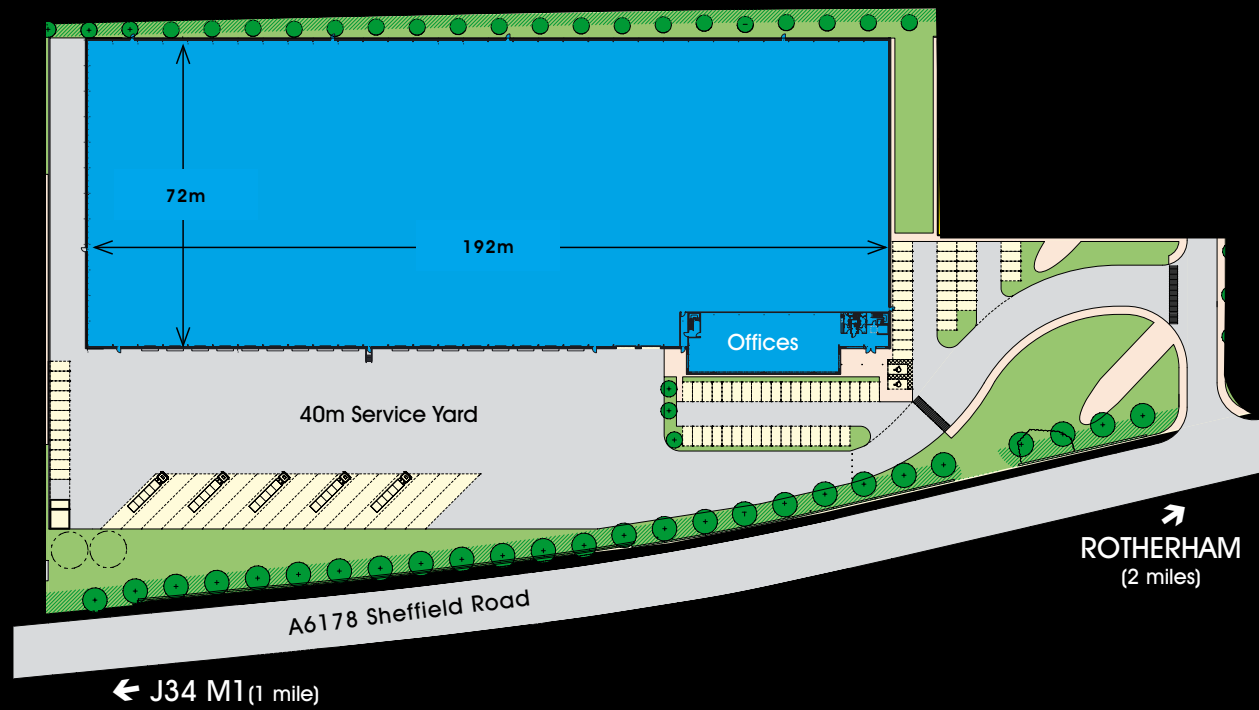 72m
192m
Offices
40m Service Yard
ROTHERHAM
(2 miles)
A6178 Sheffield Road
J34 M1 (1 mile)